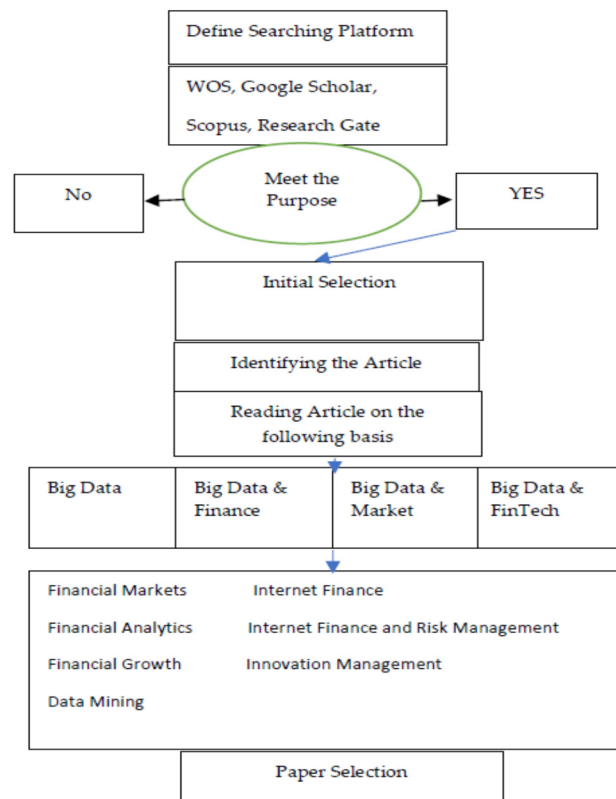 Define Searching Platform
WOS, Google Scholar,
Scopus, Research Gate
Meet the
Purpose
No
YES
Initial Selection
Identifying the Article
Reading Article on the
following basis
Big Data
Big Data &
Finance
Big Data &
Market
Big Data &
FinTech
Financial Markets
Internet Finance
Financial Analytics
Internet Finance and Risk Management
Financial Growth
Innovation Management
Data Mining
Paper Selection